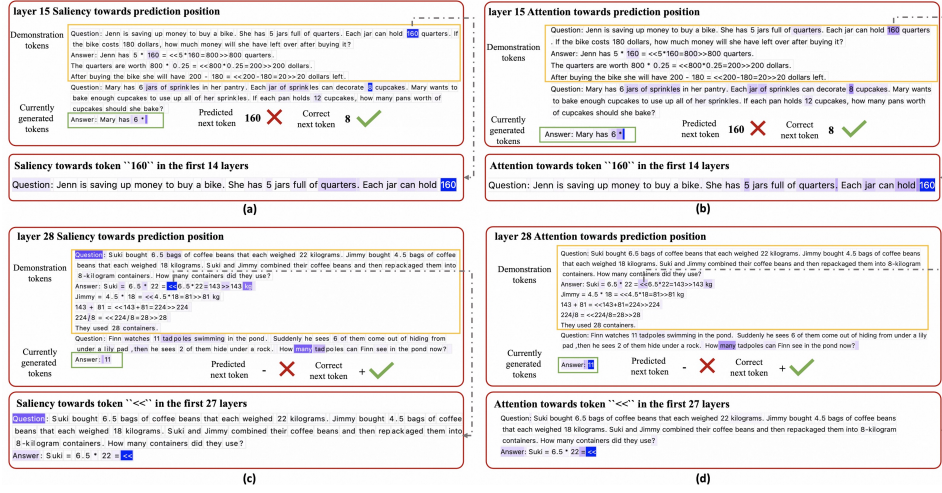 layer 15 Saliency towards prediction position
Demonstration tokens
Question: Jenn is saving up money to buy a bike. She has 5 jars full of quarters. Each jar can hold 160 quarters. If
the bike costs 180 dollars, how much money will she have left over after buying it?
Answer: Jenn has 5 * 160 = <<5*160=800>>800 quarters.
The quarters are worth 800 * 0.25 = <<800*0.25=200>>200 dollars.
After buying the bike she will have 200 - 180 = <<200-180=20>>20 dollars left.
Currently generated tokens
Question: Mary has 6 jars of sprinkles in her pantry. Each jar of sprinkles can decorate 8 cupcakes. Mary wants to
bake enough cupcakes to use up all of her sprinkles. If each pan holds 12 cupcakes, how many pans worth of
cupcakes should she bake?
Answer: Mary has 6 *
Predicted next token 160
Correct next token 8
Saliency towards token ``160`` in the first 14 layers
Question: Jenn is saving up money to buy a bike. She has 5 jars full of quarters. Each jar can hold 160
(a)
layer 15 Attention towards prediction position
Demonstration tokens
Question: Jenn is saving up money to buy a bike. She has 5 jars full of quarters. Each jar can hold 160 quarters
. If the bike costs 180 dollars, how much money will she have left over after buying it?
Answer: Jenn has 5 * 160 = <<5*160=800>>800 quarters.
The quarters are worth 800 * 0.25 = <<800*0.25=200>>200 dollars.
After buying the bike she will have 200 - 180 = <<200-180=20>>20 dollars left.
Currently generated tokens
Question: Mary has 6 jars of sprinkles in her pantry. Each jar of sprinkles can decorate 8 cupcakes. Mary
wants to bake enough cupcakes to use up all of her sprinkles. If each pan holds 12 cupcakes, how many pans
worth of cupcakes should she bake?
Answer: Mary has 6 *
Predicted next token 160
Correct next token 8
Attention towards token ``160`` in the first 14 layers
Question: Jenn is saving up money to buy a bike. She has 5 jars full of quarters. Each jar can hold 160
(b)
layer 28 Saliency towards prediction position
Demonstration tokens
Question: Suki bought 6.5 bags of coffee beans that each weighed 22 kilograms. Jimmy bought 4.5 bags of coffee
beans that each weighed 18 kilograms. Suki and Jimmy combined their coffee beans and then repackaged them into
8-kilogram containers. How many containers did they use?
Answer: Suki = 6.5 * 22 = <<6.5*22=143>>143 kg
Jimmy = 4.5 * 18 = <<4.5*18=81>>81 kg
143 + 81 = <<143+81=224>>224
224/8 = <<224/8=28>>28
They used 28 containers.
Currently generated tokens
Question: Finn watches 11 tadpoles swimming in the pond. Suddenly he sees 6 of them come out of hiding from
under a lily pad ,then he sees 2 of them hide under a rock. How many tadpoles can Finn see in the pond now?
Answer: 11
Predicted next token -
Correct next token +
Saliency towards token ``<<`` in the first 27 layers
Question: Suki bought 6.5 bags of coffee beans that each weighed 22 kilograms. Jimmy bought 4.5 bags of coffee
beans that each weighed 18 kilograms. Suki and Jimmy combined their coffee beans and then repackaged them into
8-kilogram containers. How many containers did they use?
Answer: Suki = 6.5 * 22 = <<
(c)
layer 28 Attention towards prediction position
Demonstration tokens
Question: Suki bought 6.5 bags of coffee beans that each weighed 22 kilograms. Jimmy bought 4.5 bags of coffee beans
that each weighed 18 kilograms. Suki and Jimmy combined their coffee beans and then repackaged them into 8-kilogram
containers. How many containers did they use?
Answer: Suki = 6.5 * 22 = <<6.5*22=143>>143 kg
Jimmy = 4.5 * 18 = <<4.5*18=81>>81 kg
143 + 81 = <<143+81=224>>224
224/8 = <<224/8=28>>28
They used 28 containers.
Currently generated tokens
Question: Finn watches 11 tadpoles swimming in the pond. Suddenly he sees 6 of them come out of hiding from under a lily
pad ,then he sees 2 of them hide under a rock. How many tadpoles can Finn see in the pond now?
Answer: 11
Predicted next token -
Correct next token +
Attention towards token ``<<`` in the first 27 layers
Question: Suki bought 6.5 bags of coffee beans that each weighed 22 kilograms. Jimmy bought 4.5 bags of coffee beans
that each weighed 18 kilograms. Suki and Jimmy combined their coffee beans and then repackaged them into 8-kilogram
containers. How many containers did they use?
Answer: Suki = 6.5 * 22 = <<
(d)